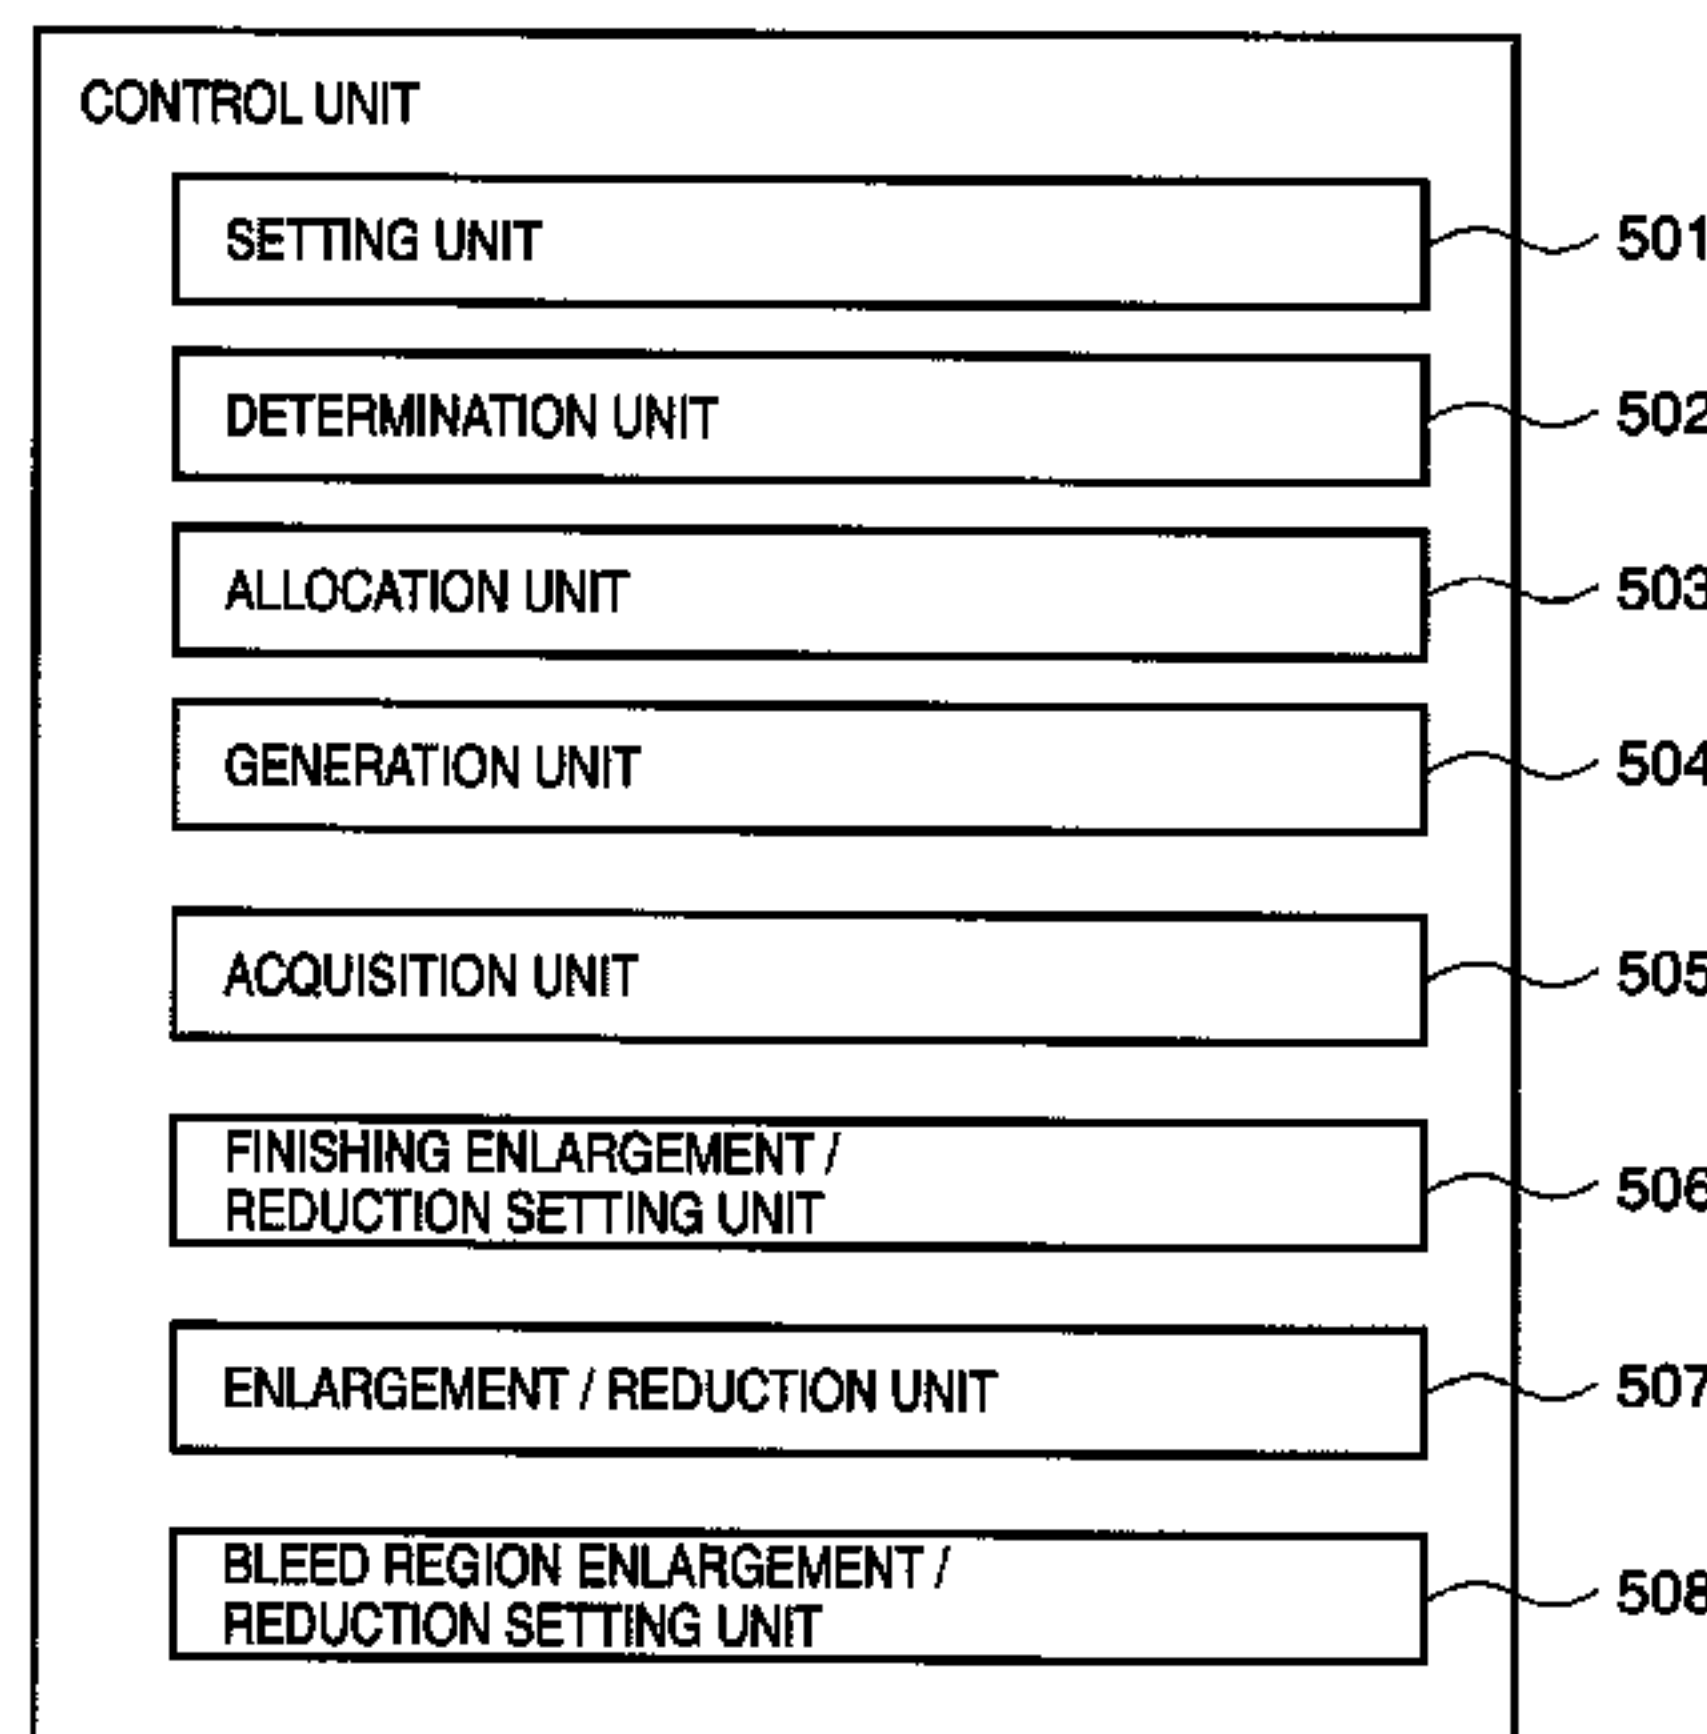 CONTROL UNIT
SETTING UNIT 501
DETERMINATION UNIT 502
ALLOCATION UNIT 503
GENERATION UNIT 504
ACQUISITION UNIT 505
FINISHING ENLARGEMENT /
REDUCTION SETTING UNIT 506
ENLARGEMENT / REDUCTION UNIT 507
BLEED REGION ENLARGEMENT /
REDUCTION SETTING UNIT 508